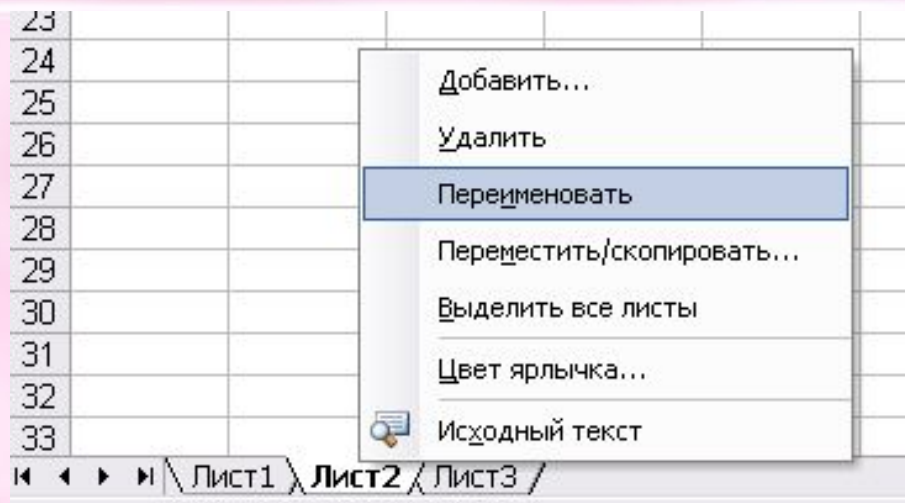 23
24
25
26
27
28
29
30
31
32
33
Добавить...
Удалить
Переименовать
Переместить/скопировать...
Выделить все листы
Цвет ярлычка...
Исходный текст
Лист1 Лист2 Лист3